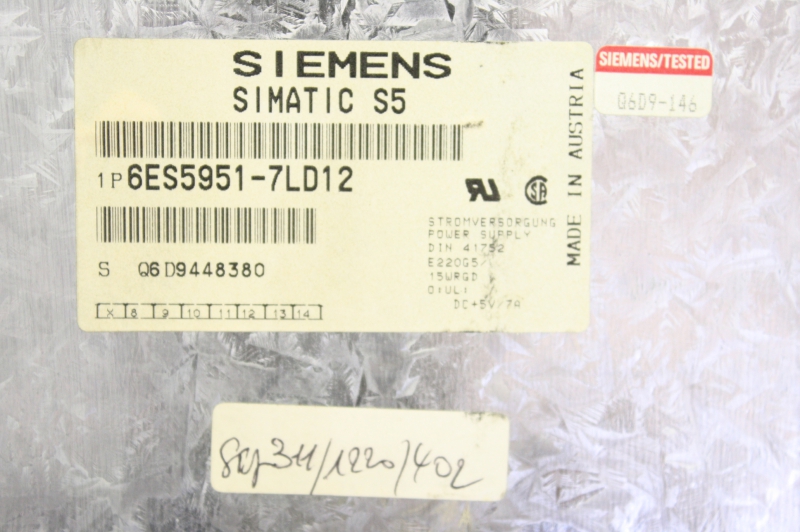 SIEMENS
SIMATIC S5
1P 6ES5951-7LD12
S Q6D9448380
X 8 9 10 11 12 13 14
STROMVERSORGUNG
POWER SUPPLY
DIN 41752
E220G5/
15WRGD
O:UL:
DC+5V/7A
MADE IN AUSTRIA
SIEMENS/TESTED
Q6D9-146
311/1220/402